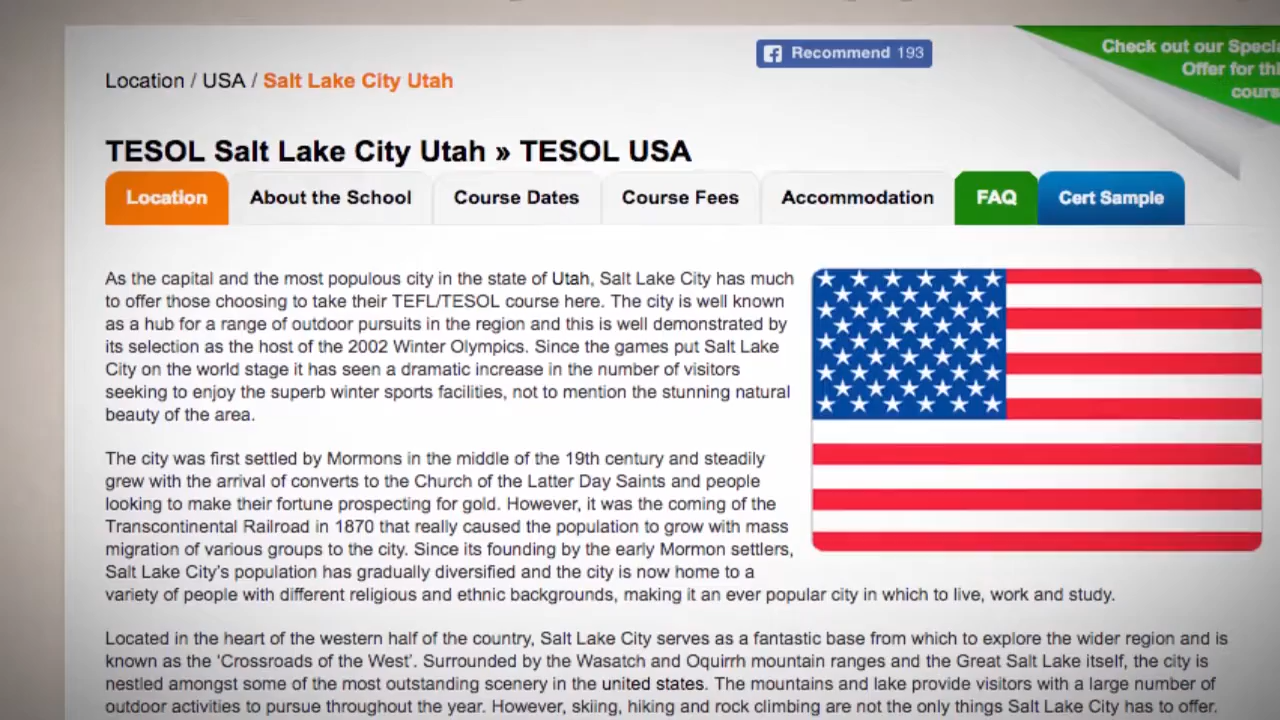 Recommend 193
Check out our Specia
Offer for thi
cours
Location / USA / Salt Lake City Utah
TESOL Salt Lake City Utah » TESOL USA
Location About the School Course Dates Course Fees Accommodation FAQ Cert Sample
As the capital and the most populous city in the state of Utah, Salt Lake City has much
to offer those choosing to take their TEFL/TESOL course here. The city is well known
as a hub for a range of outdoor pursuits in the region and this is well demonstrated by
its selection as the host of the 2002 Winter Olympics. Since the games put Salt Lake
City on the world stage it has seen a dramatic increase in the number of visitors
seeking to enjoy the superb winter sports facilities, not to mention the stunning natural
beauty of the area.
The city was first settled by Mormons in the middle of the 19th century and steadily
grew with the arrival of converts to the Church of the Latter Day Saints and people
looking to make their fortune prospecting for gold. However, it was the coming of the
Transcontinental Railroad in 1870 that really caused the population to grow with mass
migration of various groups to the city. Since its founding by the early Mormon settlers,
Salt Lake City's population has gradually diversified and the city is now home to a
variety of people with different religious and ethnic backgrounds, making it an ever popular city in which to live, work and study.
Located in the heart of the western half of the country, Salt Lake City serves as a fantastic base from which to explore the wider region and is
known as the 'Crossroads of the West'. Surrounded by the Wasatch and Oquirrh mountain ranges and the Great Salt Lake itself, the city is
nestled amongst some of the most outstanding scenery in the united states. The mountains and lake provide visitors with a large number of
outdoor activities to pursue throughout the year. However, skiing, hiking and rock climbing are not the only things Salt Lake City has to offer.